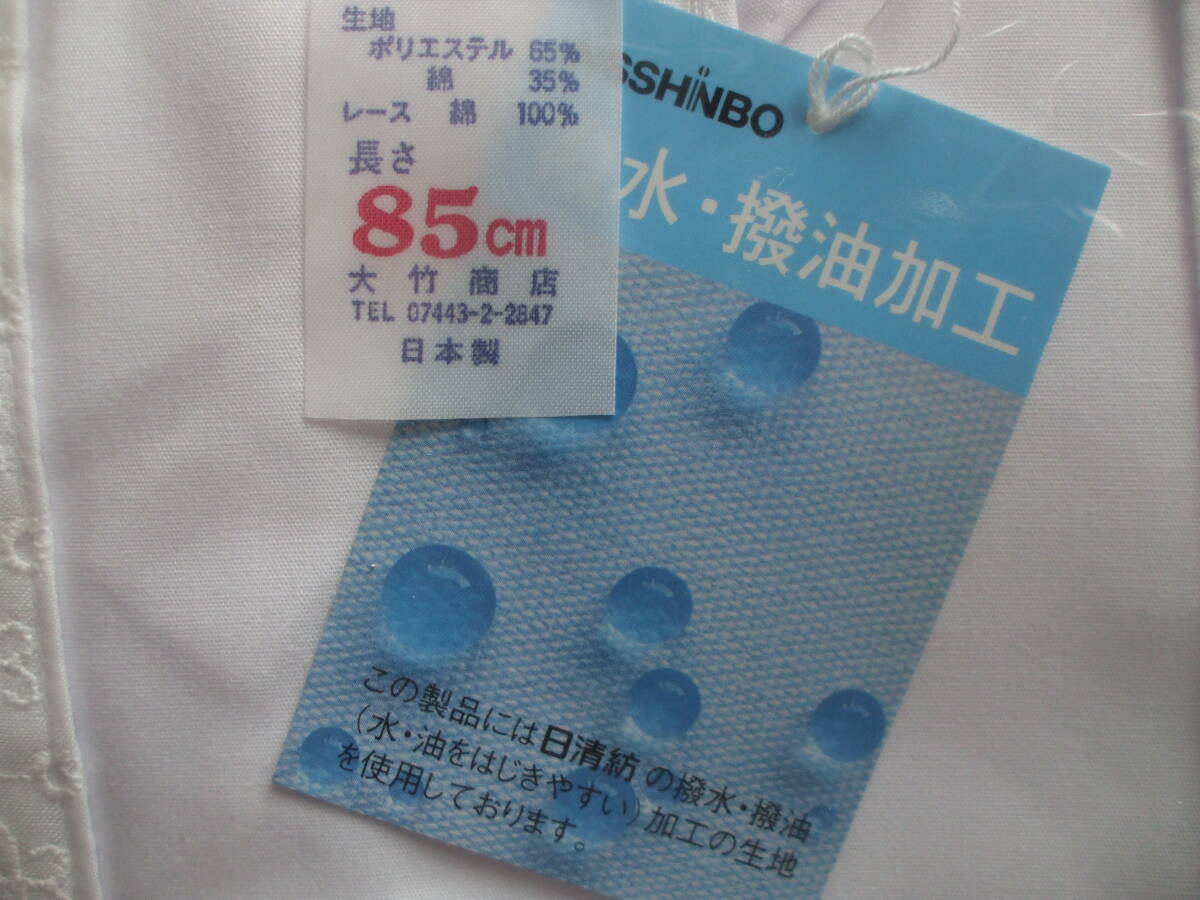 生地
ポリエステル 65%
綿 35%
レース 綿 100%
長さ
85cm
大竹商店
TEL 07443-2-2847
日本製
SSHINBO
水・撥油加工
この製品には日清紡の撥水・撥油
（水・油をはじきやすい）加工の生地
を使用しております。